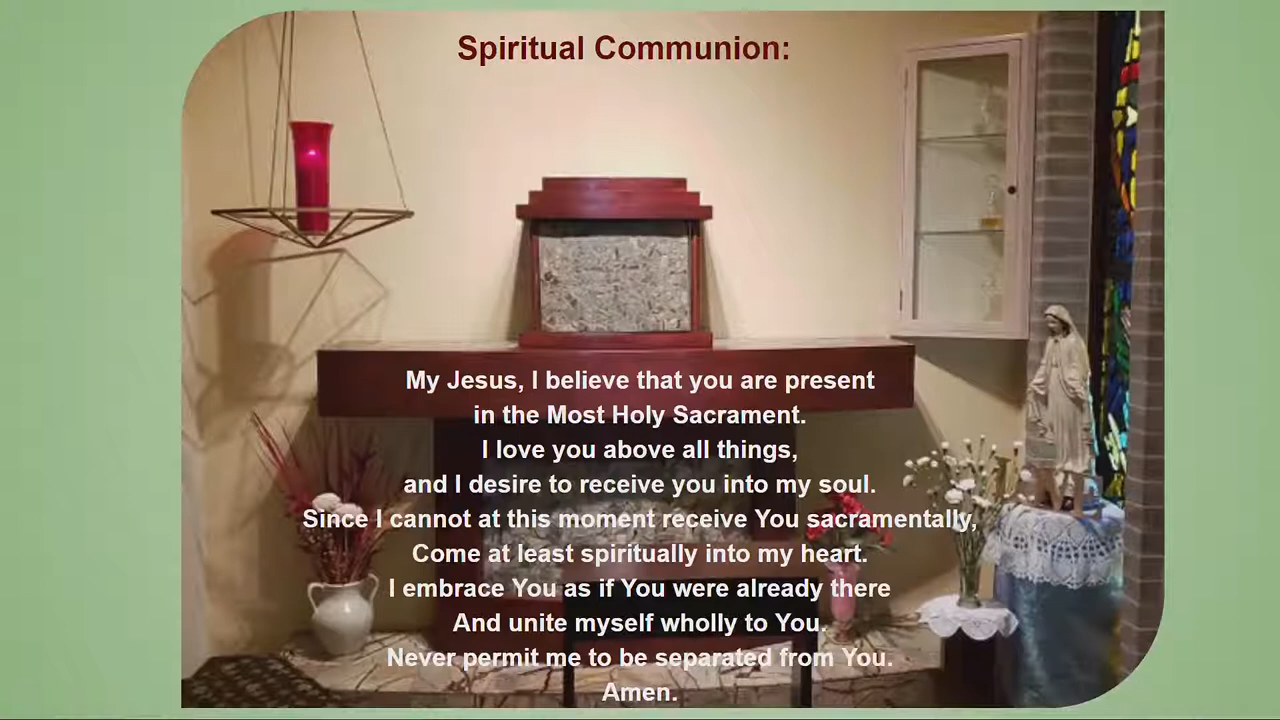 Spiritual Communion:
My Jesus, I believe that you are present
in the Most Holy Sacrament.
I love you above all things,
and I desire to receive you into my soul.
Since I cannot at this moment receive You sacramentally,
Come at least spiritually into my heart.
I embrace You as if You were already there
And unite myself wholly to You.
Never permit me to be separated from You.
Amen.